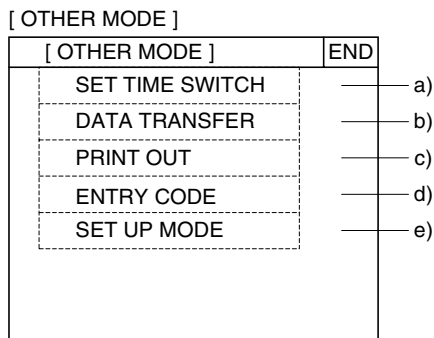 [ OTHER MODE ]
[ OTHER MODE ] END
SET TIME SWITCH a)
DATA TRANSFER b)
PRINT OUT c)
ENTRY CODE d)
SET UP MODE e)